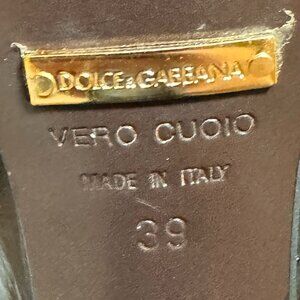 DOLCE&GABBANA
VERO CUOIO
MADE IN ITALY
39